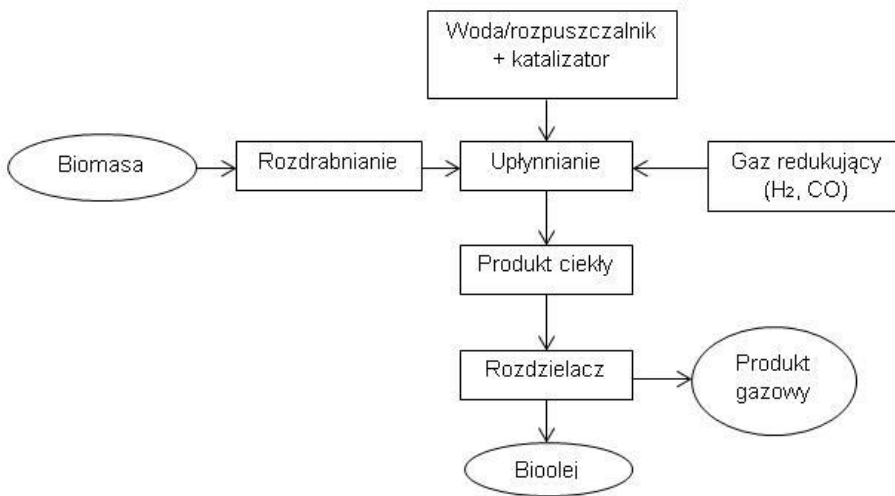 Woda/rozpuszczalnik
+ katalizator
Biomasa
Rozdrabnianie
Upłynnianie
Gaz redukujący
(H₂, CO)
Produkt ciekły
Rozdzielacz
Produkt
gazowy
Bioolej